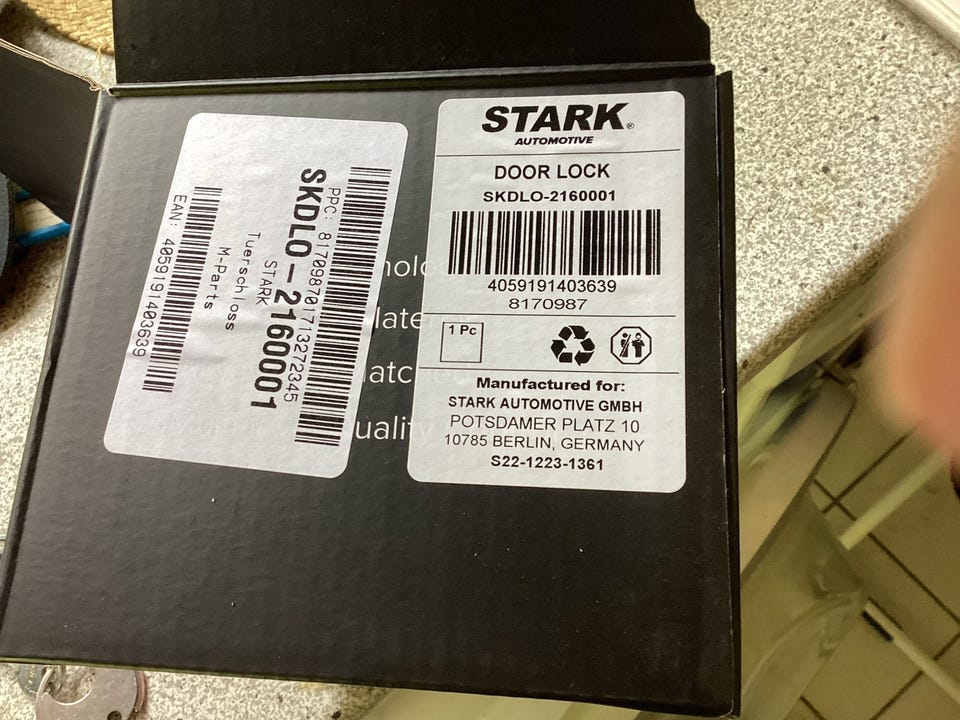 STARK®
AUTOMOTIVE
DOOR LOCK
SKDLO-2160001
4059191403639
8170987
1 Pc
Manufactured for:
STARK AUTOMOTIVE GMBH
POTSDAMER PLATZ 10
10785 BERLIN, GERMANY
S22-1223-1361
PPC: 817098701713272345
SKDLO-2160001
STARK
Tuerschloss
M-Parts
EAN: 4059191403639